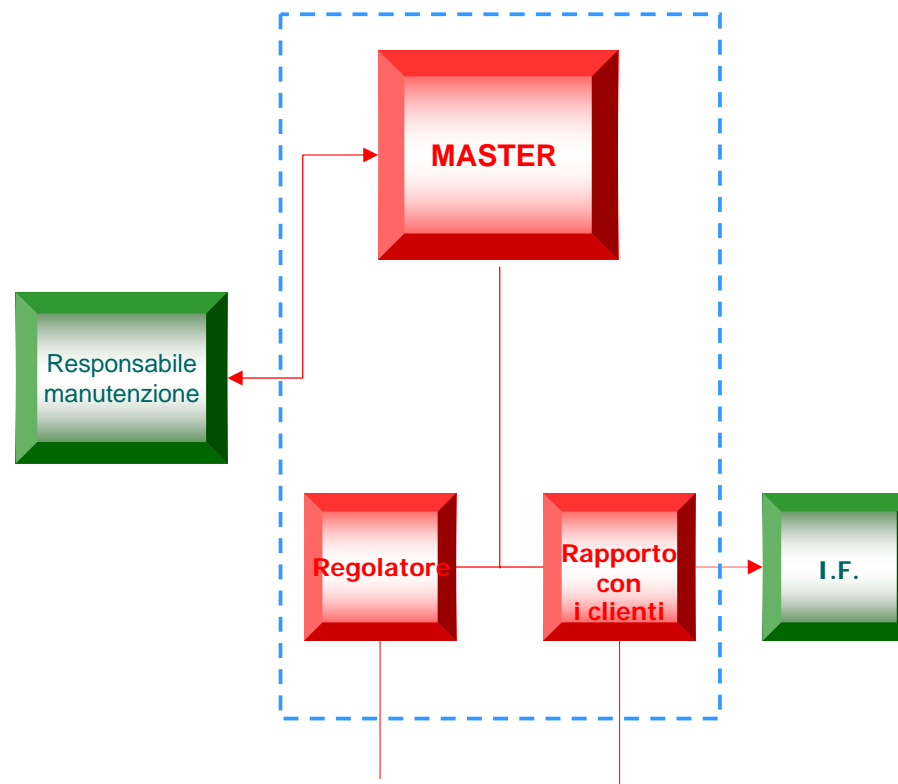 MASTER
Responsabile
manutenzione
Regolatore
Rapporto
con
i clienti
I.F.